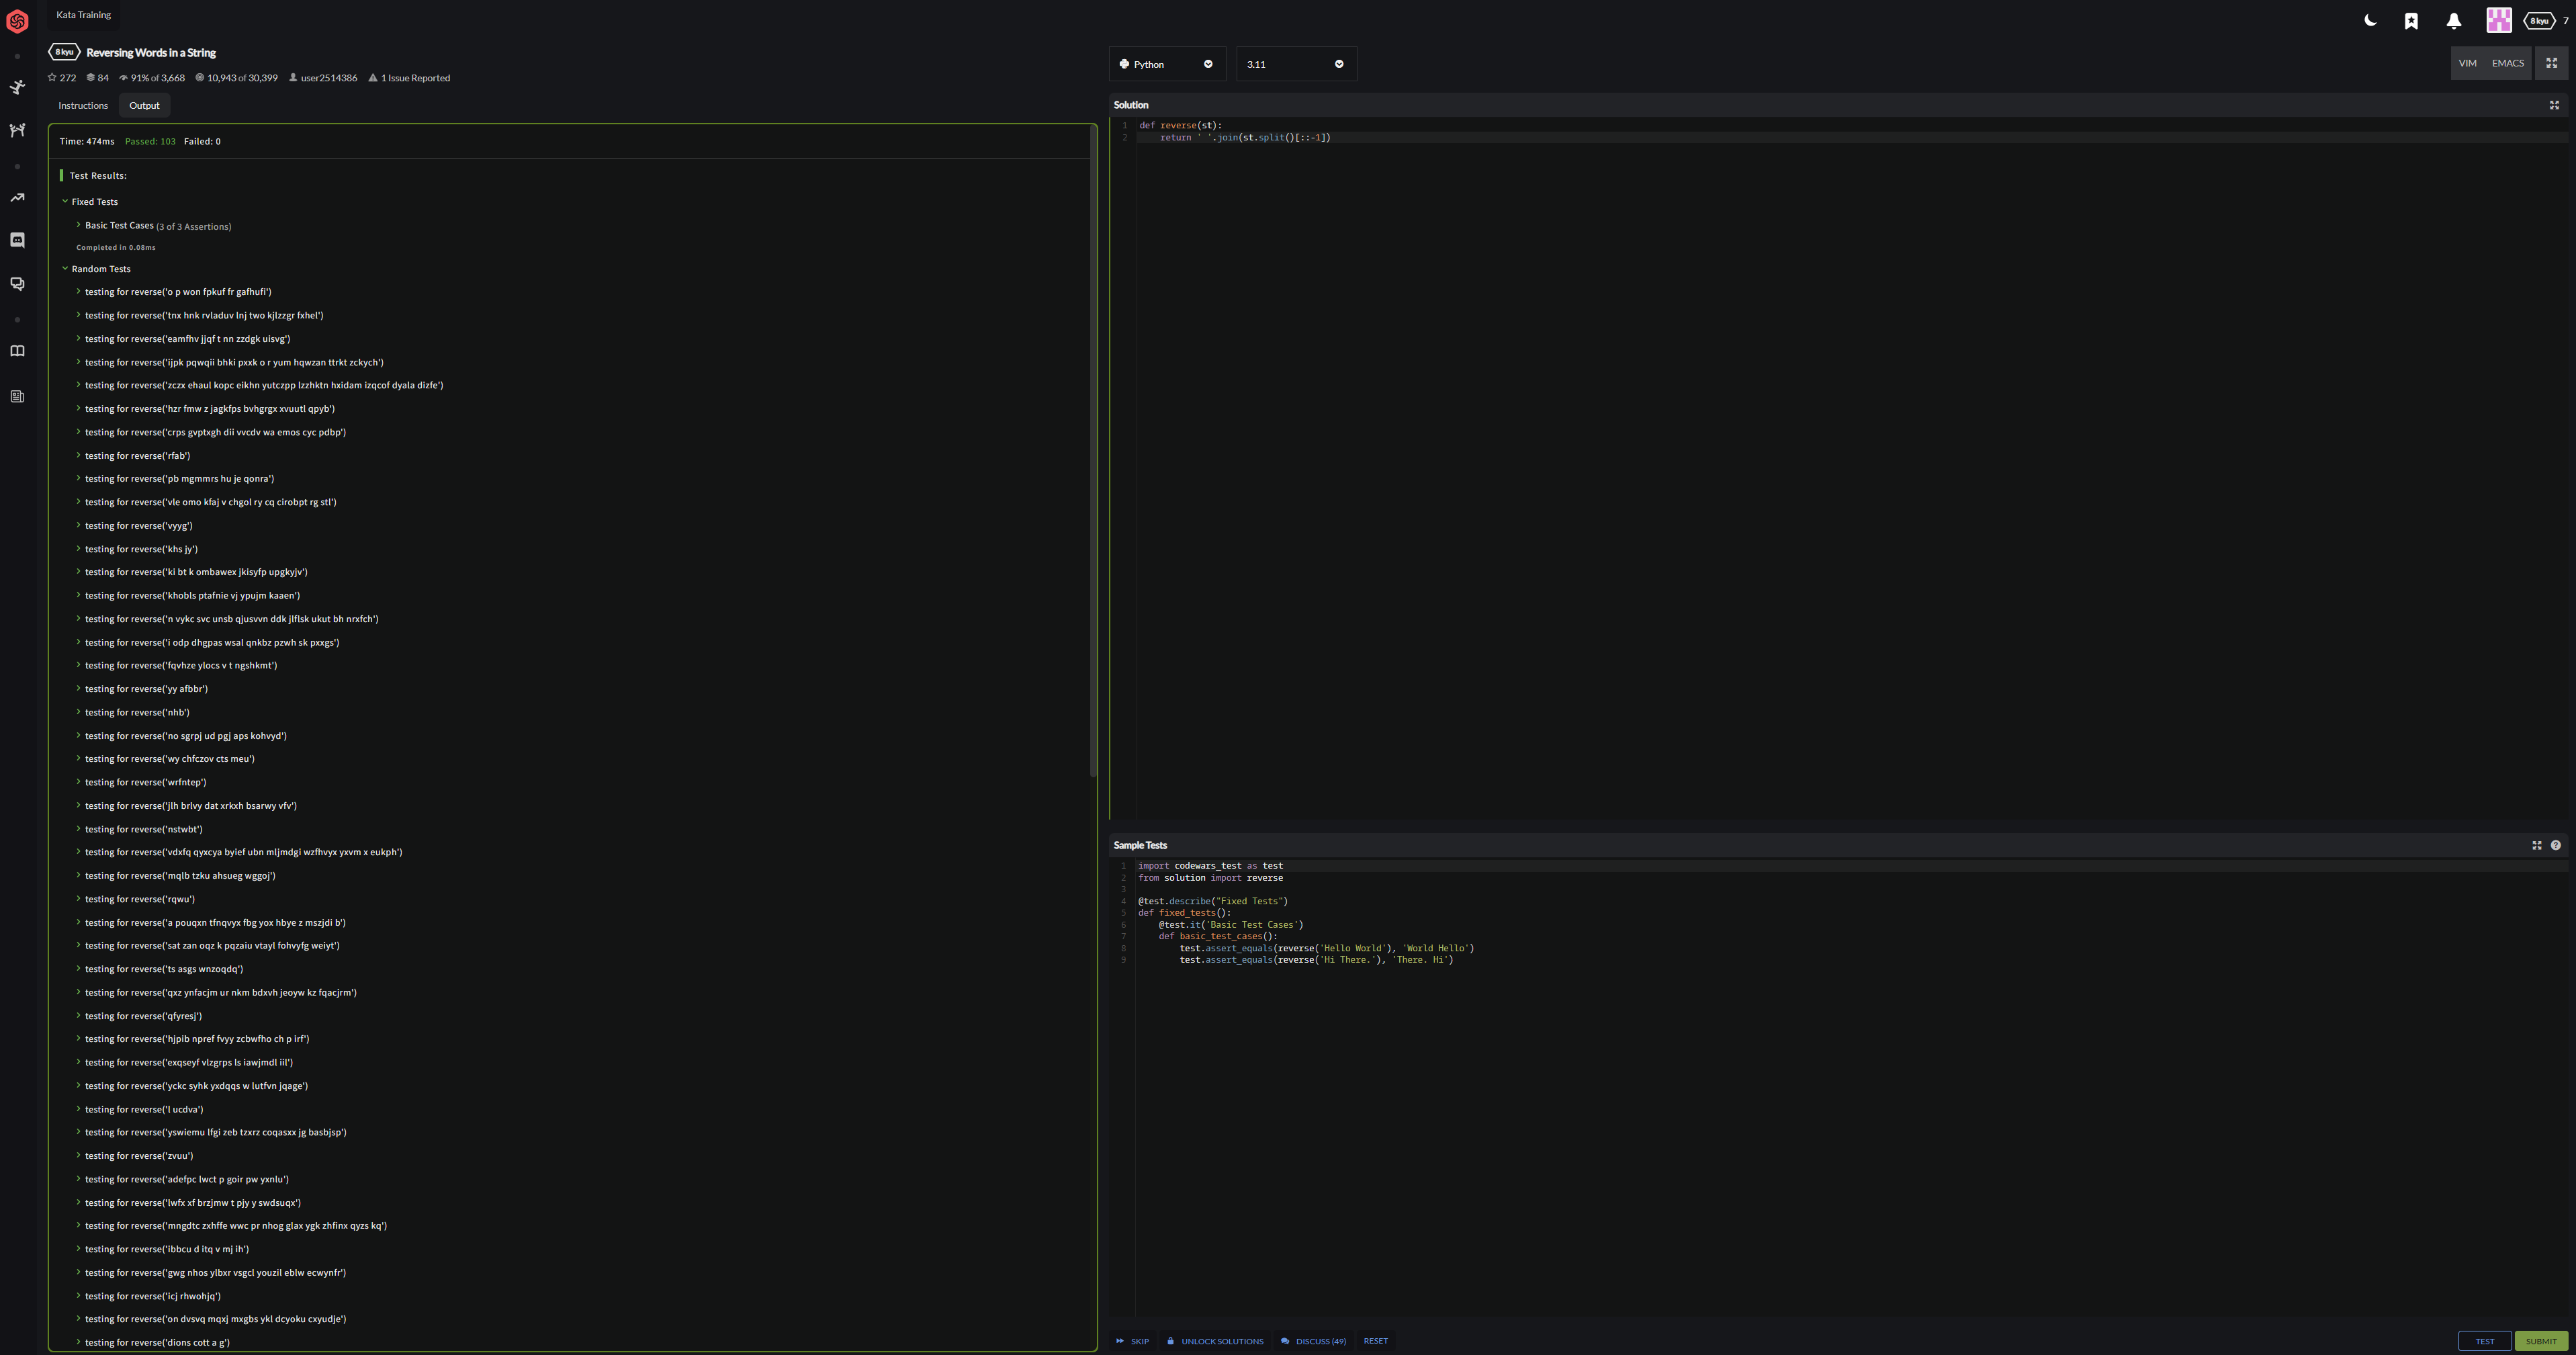 Kata Training
8 kyu 7
8 kyu Reversing Words in a String
272 84 91% of 3,668 10,943 of 30,399 user2514386 1 Issue Reported
Instructions Output
Time: 474ms Passed: 103 Failed: 0
Test Results:
Fixed Tests
Basic Test Cases (3 of 3 Assertions)
Completed in 0.08ms
Random Tests
testing for reverse('o p won fpkuf fr gafhufi')
testing for reverse('tnx hnk rvladuv lnj two kjlzzgr fxhel')
testing for reverse('eamfhv jjqf t nn zzdgk uisvg')
testing for reverse('ijpk pqwqii bhki pxxk o r yum hqwzan ttrkt zckych')
testing for reverse('zczx ehaul kopc eikhn yutczpp lzzhktn hxidam izqcof dyala dizfe')
testing for reverse('hzr fmw z jagkfps bvhgrgx xvuutl qpyb')
testing for reverse('crps gvptxgh dii vvcdv wa emos cyc pdbp')
testing for reverse('rfab')
testing for reverse('pb mgmmrs hu je qonra')
testing for reverse('vle omo kfaj v chgol ry cq cirobpt rg stl')
testing for reverse('vyyg')
testing for reverse('khs jy')
testing for reverse('ki bt k ombawex jkisyfp upgkyjv')
testing for reverse('khobls ptafnie vj ypujm kaaen')
testing for reverse('n vykc svc unsb qjusvvn ddk jlflsk ukut bh nrxfch')
testing for reverse('i odp dhgpas wsal qnkbz pzwh sk pxxgs')
testing for reverse('fqvhze ylocs v t ngshkmt')
testing for reverse('yy afbbr')
testing for reverse('nhb')
testing for reverse('no sgrpj ud pgj aps kohvyd')
testing for reverse('wy chfczov cts meu')
testing for reverse('wrfntep')
testing for reverse('jlh brlvy dat xrkxh bsarwy vfv')
testing for reverse('nstwbt')
testing for reverse('vdxfq qyxcya byief ubn mljmdgi wzfhvyx yxvm x eukph')
testing for reverse('mqlb tzku ahsueg wggoj')
testing for reverse('rqwu')
testing for reverse('a pouqxn tfnqvyx fbg yox hbye z mszjdi b')
testing for reverse('sat zan oqz k pqzaiu vtayl fohvyfg weiyt')
testing for reverse('ts asgs wnzoqdq')
testing for reverse('qxz ynfacjm ur nkm bdxvh jeoyw kz fqacjrm')
testing for reverse('qfyresj')
testing for reverse('hjpib npref fvyy zcbwfho ch p irf')
testing for reverse('exqseyf vlzgrps ls iawjmdl iil')
testing for reverse('yckc syhk yxdqqs w lutfvn jqage')
testing for reverse('l ucdva')
testing for reverse('yswiemu lfgi zeb tzxrz coqasxx jg basbjsp')
testing for reverse('zvuu')
testing for reverse('adefpc lwct p goir pw yxnlu')
testing for reverse('lwfx xf brzjmw t pjy y swdsuqx')
testing for reverse('mngdtc zxhffe wwc pr nhog glax ygk zhfinx qyzs kq')
testing for reverse('ibbcu d itq v mj ih')
testing for reverse('gwg nhos ylbxr vsgcl youzil eblw ecwynfr')
testing for reverse('icj rhwohjq')
testing for reverse('on dvsvq mqxj mxgbs ykl dcyoku cxyudje')
testing for reverse('dions cott a g')
Python 3.11 VIM EMACS
Solution
1 def reverse(st):
2 return ' '.join(st.split()[::-1])
Sample Tests
1 import codewars_test as test
2 from solution import reverse
3
4 @test.describe("Fixed Tests")
5 def fixed_tests():
6 @test.it('Basic Test Cases')
7 def basic_test_cases():
8 test.assert_equals(reverse('Hello World'), 'World Hello')
9 test.assert_equals(reverse('Hi There.'), 'There. Hi')
SKIP UNLOCK SOLUTIONS DISCUSS (49) RESET TEST SUBMIT